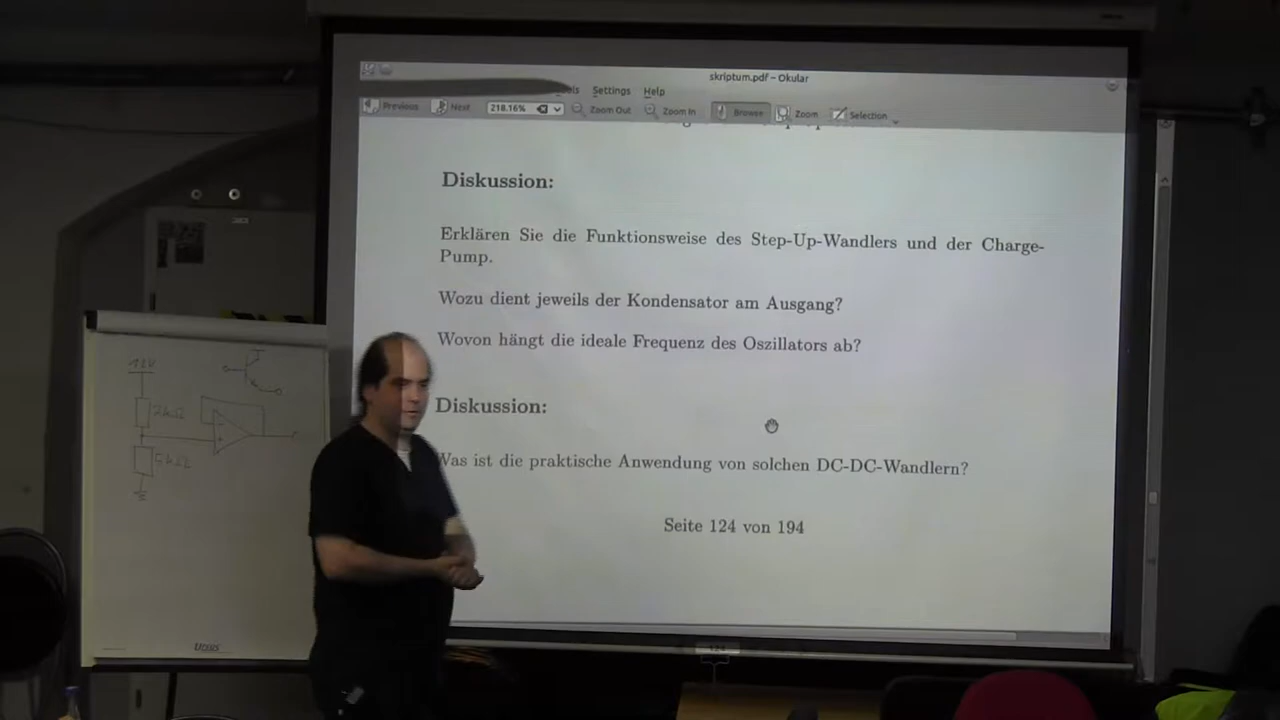 skriptum.pdf – Okular
Settings Help
Previous Next 218.16% Zoom Out Zoom In Browse Zoom Selection
Diskussion:
Erklären Sie die Funktionsweise des Step-Up-Wandlers und der Charge-
Pump.
Wozu dient jeweils der Kondensator am Ausgang?
Wovon hängt die ideale Frequenz des Oszillators ab?
Diskussion:
Was ist die praktische Anwendung von solchen DC-DC-Wandlern?
Seite 124 von 194